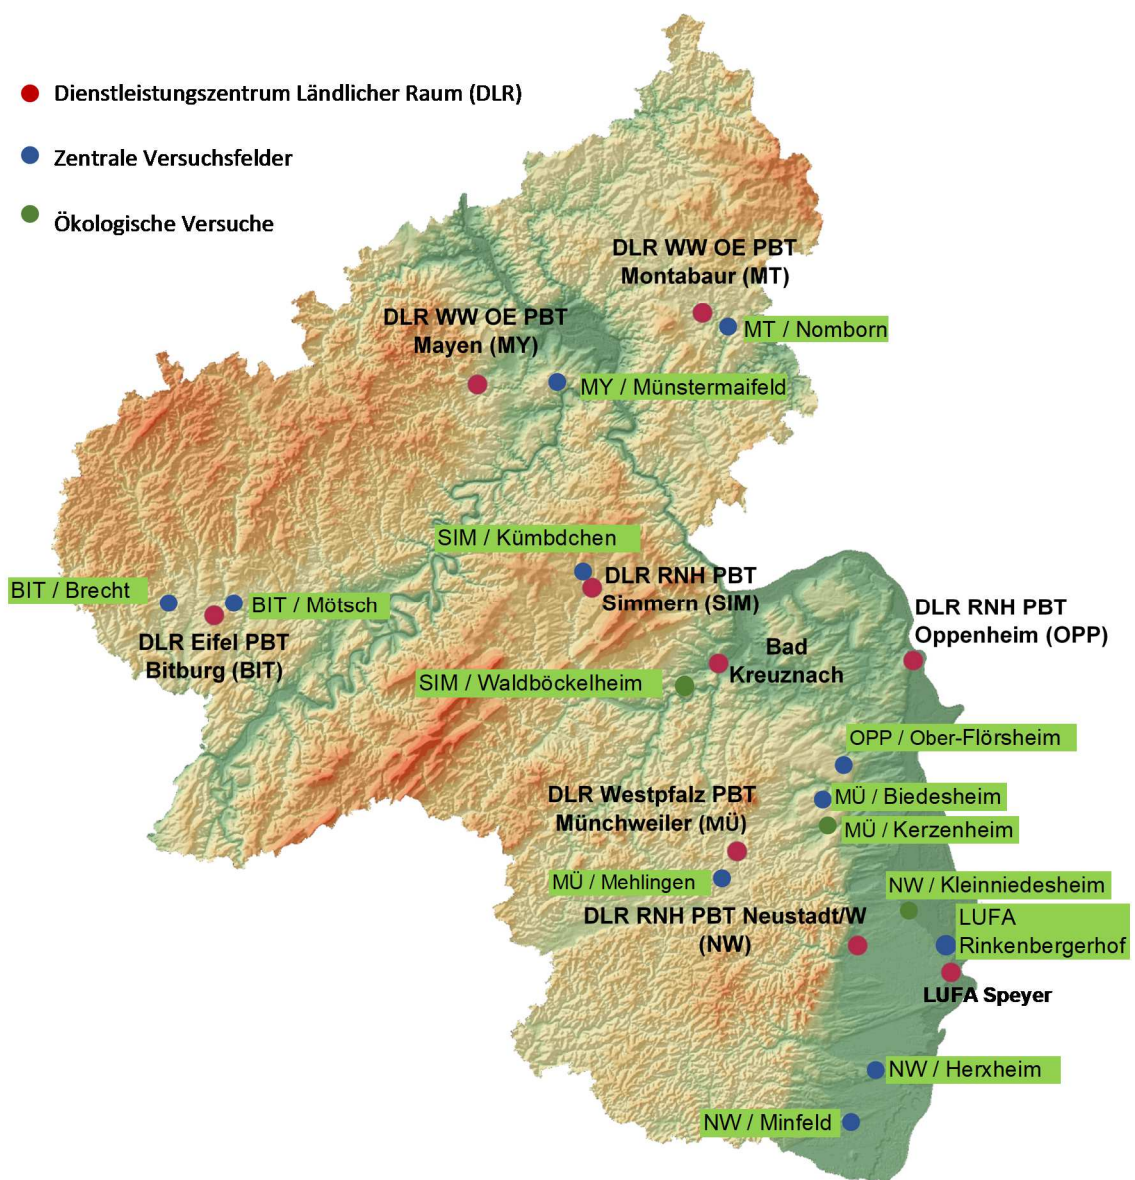 Dienstleistungszentrum Ländlicher Raum (DLR)
Zentrale Versuchsfelder
Ökologische Versuche
DLR WW OE PBT
Montabaur (MT)
MT / Nomborn
DLR WW OE PBT
Mayen (MY)
MY / Münstermaifeld
SIM / Kümbdchen
DLR RNH PBT
Simmern (SIM)
BIT / Brecht
BIT / Mötsch
DLR Eifel PBT
Bitburg (BIT)
DLR RNH PBT
Oppenheim (OPP)
Bad
Kreuznach
SIM / Waldböckelheim
OPP / Ober-Flörsheim
MÜ / Biedesheim
MÜ / Kerzenheim
DLR Westpfalz PBT
Münchweiler (MÜ)
MÜ / Mehlingen
NW / Kleinniedesheim
DLR RNH PBT Neustadt/W
(NW)
LUFA
Rinkenbergerhof
LUFA Speyer
NW / Herxheim
NW / Minfeld